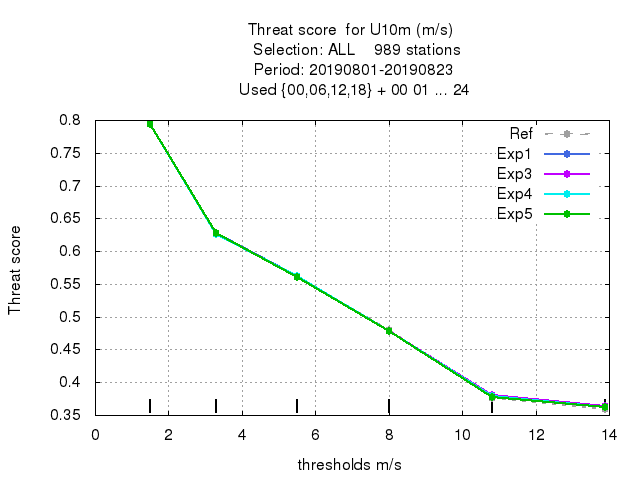 Threat score for U10m (m/s)
Selection: ALL 989 stations
Period: 20190801-20190823
Used {00,06,12,18} + 00 01 ... 24
0.8
0.75
0.7
0.65
0.6
0.55
0.5
0.45
0.4
0.35
Threat score
Ref
Exp1
Exp3
Exp4
Exp5
0 2 4 6 8 10 12 14
thresholds m/s